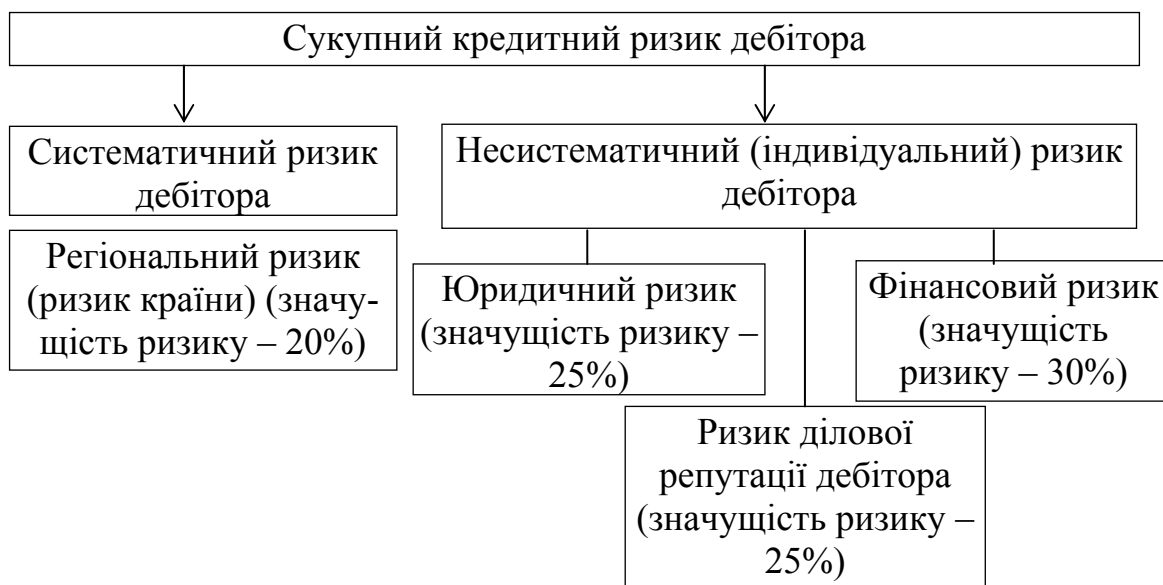 Сукупний кредитний ризик дебітора
Систематичний ризик
дебітора
Несистематичний (індивідуальний) ризик
дебітора
Регіональний ризик
(ризик країни) (значу-
щість ризику – 20%)
Юридичний ризик
(значущість ризику –
25%)
Фінансовий ризик
(значущість
ризику – 30%)
Ризик ділової
репутації дебітора
(значущість ризику –
25%)